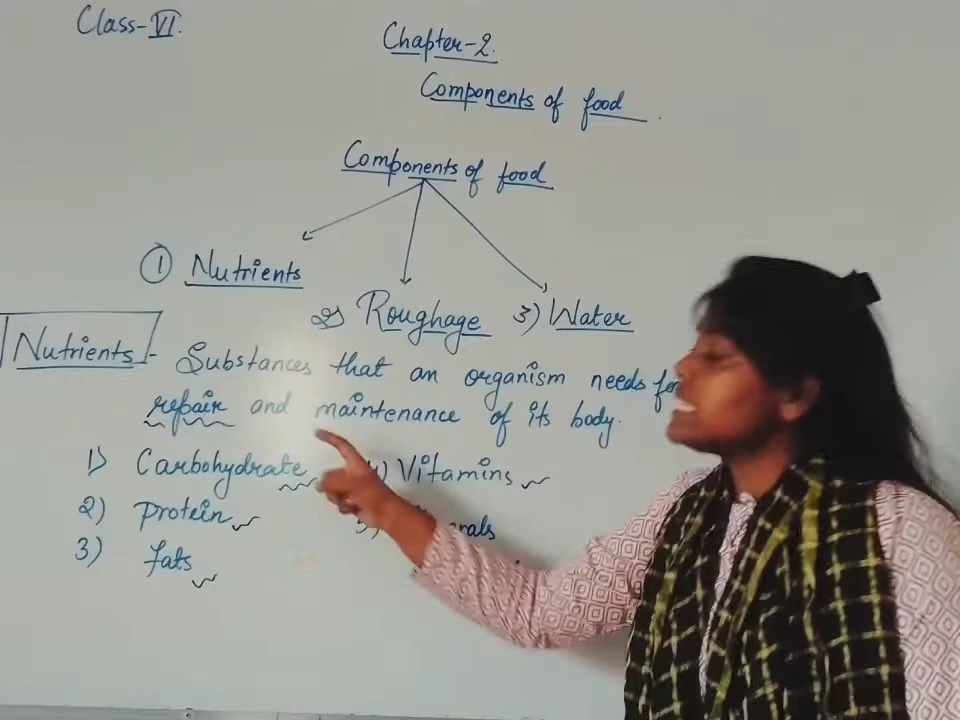 Class-VI.
Chapter-2.
Components of food.
Components of food
① Nutrients
2) Roughage
3) Water
Nutrients - Substances that an organism needs for
repair and maintenance of its body.
1) Carbohydrate
4) Vitamins
2) Protein
3) fats